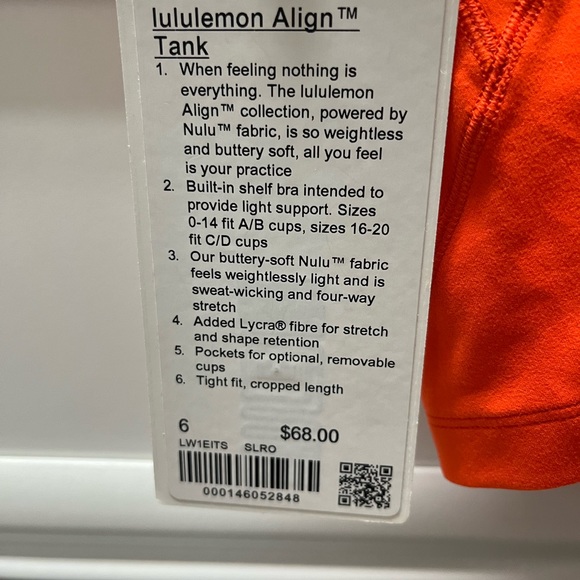 lululemon Align™
Tank
1. When feeling nothing is
everything. The lululemon
Align™ collection, powered by
Nulu™ fabric, is so weightless
and buttery soft, all you feel
is your practice
2. Built-in shelf bra intended to
provide light support. Sizes
0-14 fit A/B cups, sizes 16-20
fit C/D cups
3. Our buttery-soft Nulu™ fabric
feels weightlessly light and is
sweat-wicking and four-way
stretch
4. Added Lycra® fibre for stretch
and shape retention
5. Pockets for optional, removable
cups
6. Tight fit, cropped length
6 $68.00
LW1EITS SLRO
000146052848